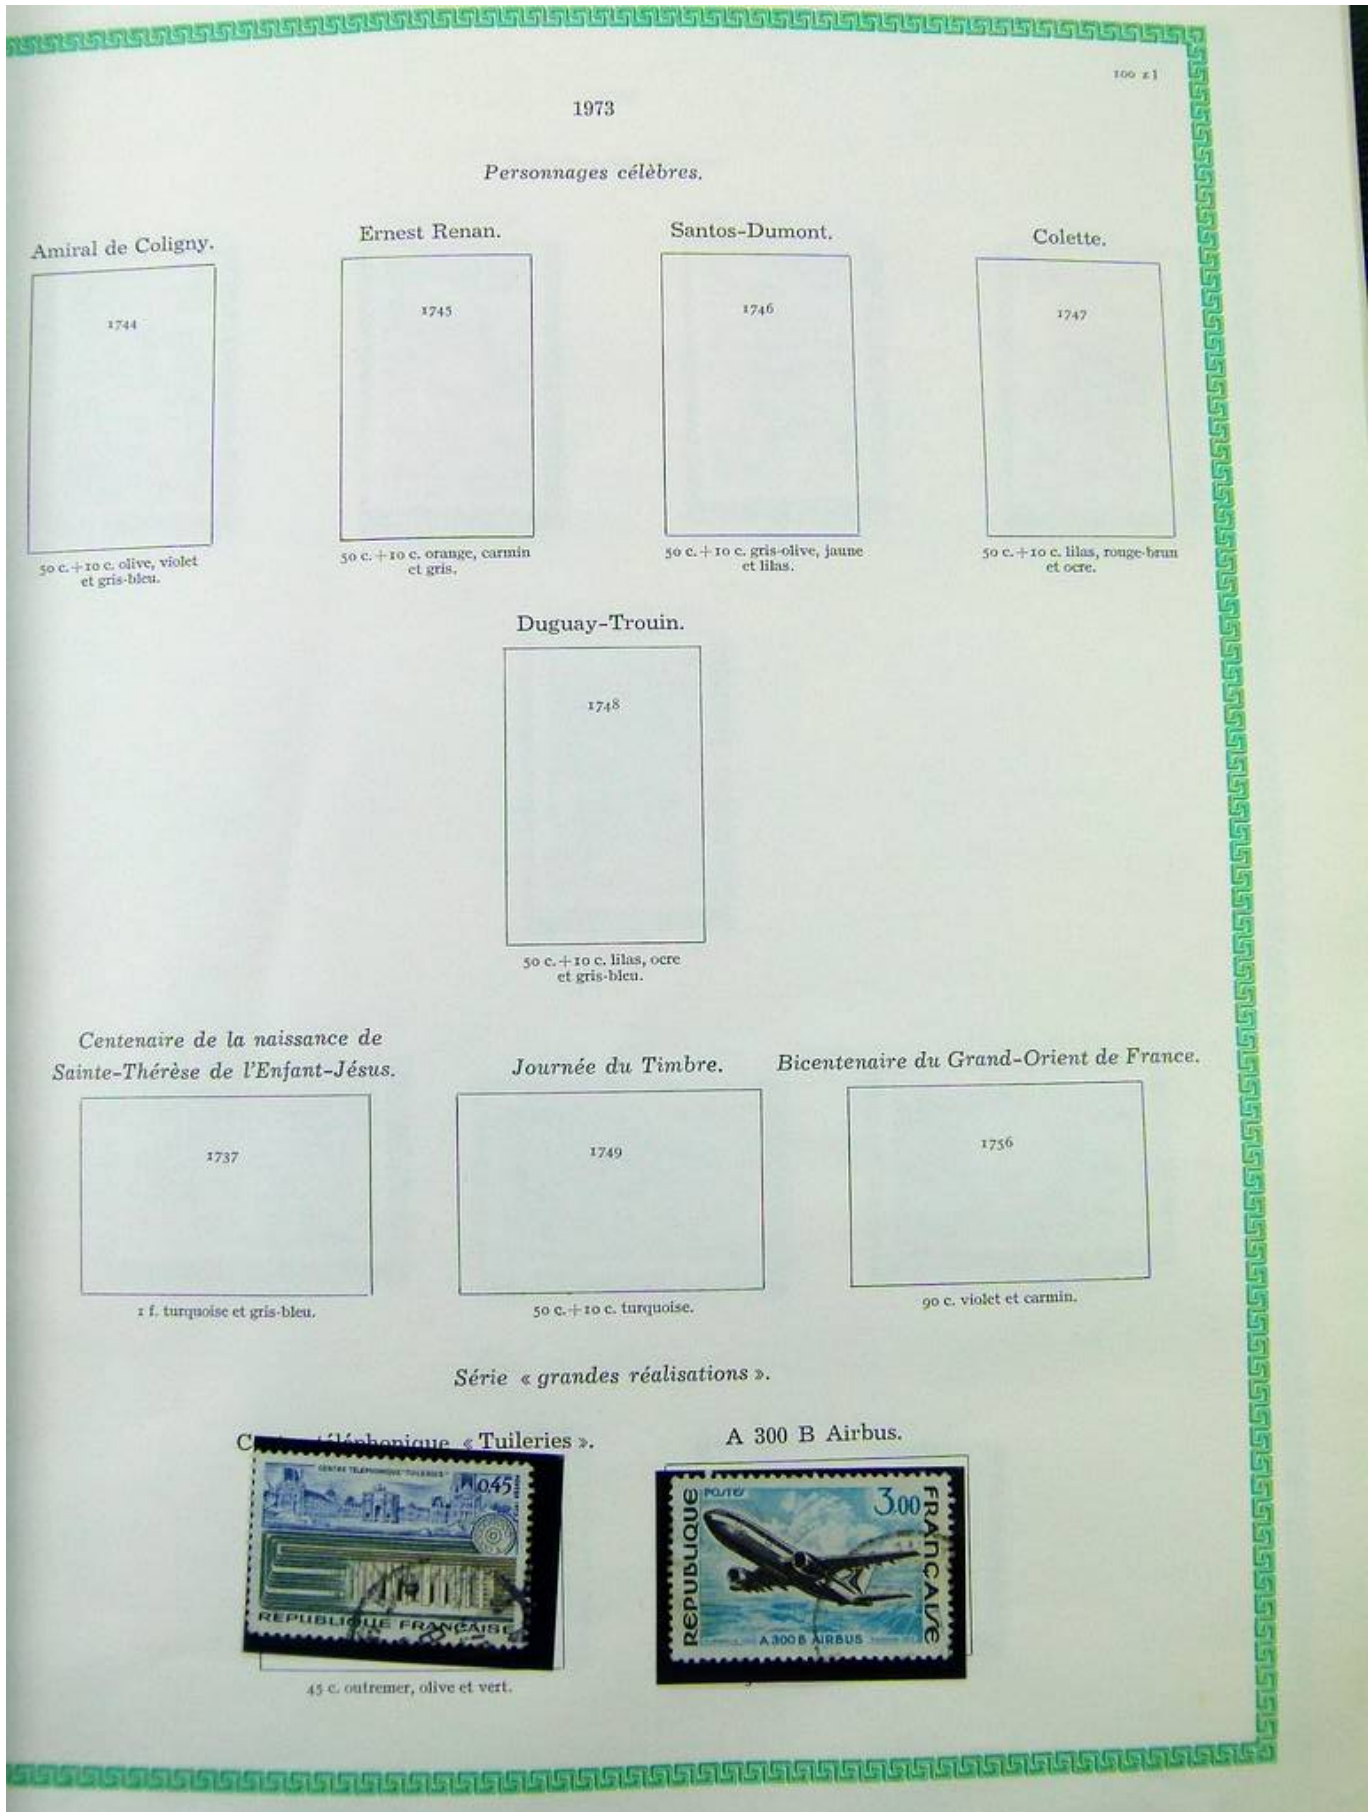 100 z1
1973
Personnages célèbres.
Amiral de Coligny.
1744
50 c.+10 c. olive, violet
et gris-bleu.
Ernest Renan.
1745
50 c.+10 c. orange, carmin
et gris.
Santos-Dumont.
1746
50 c.+10 c. gris-olive, jaune
et lilas.
Colette.
1747
50 c.+10 c. lilas, rouge-brun
et ocre.
Duguay-Trouin.
1748
50 c.+10 c. lilas, ocre
et gris-bleu.
Centenaire de la naissance de
Sainte-Thérèse de l'Enfant-Jésus.
1737
1 f. turquoise et gris-bleu.
Journée du Timbre.
1749
50 c.+10 c. turquoise.
Bicentenaire du Grand-Orient de France.
1756
90 c. violet et carmin.
Série « grandes réalisations ».
téléphonique « Tuileries ».
CENTRE TELEPHONIQUE "TUILERIES"
0,45
REPUBLIQUE FRANÇAISE
45 c. outremer, olive et vert.
A 300 B Airbus.
POSTES
3.00
REPUBLIQUE
FRANÇAISE
A 300 B AIRBUS